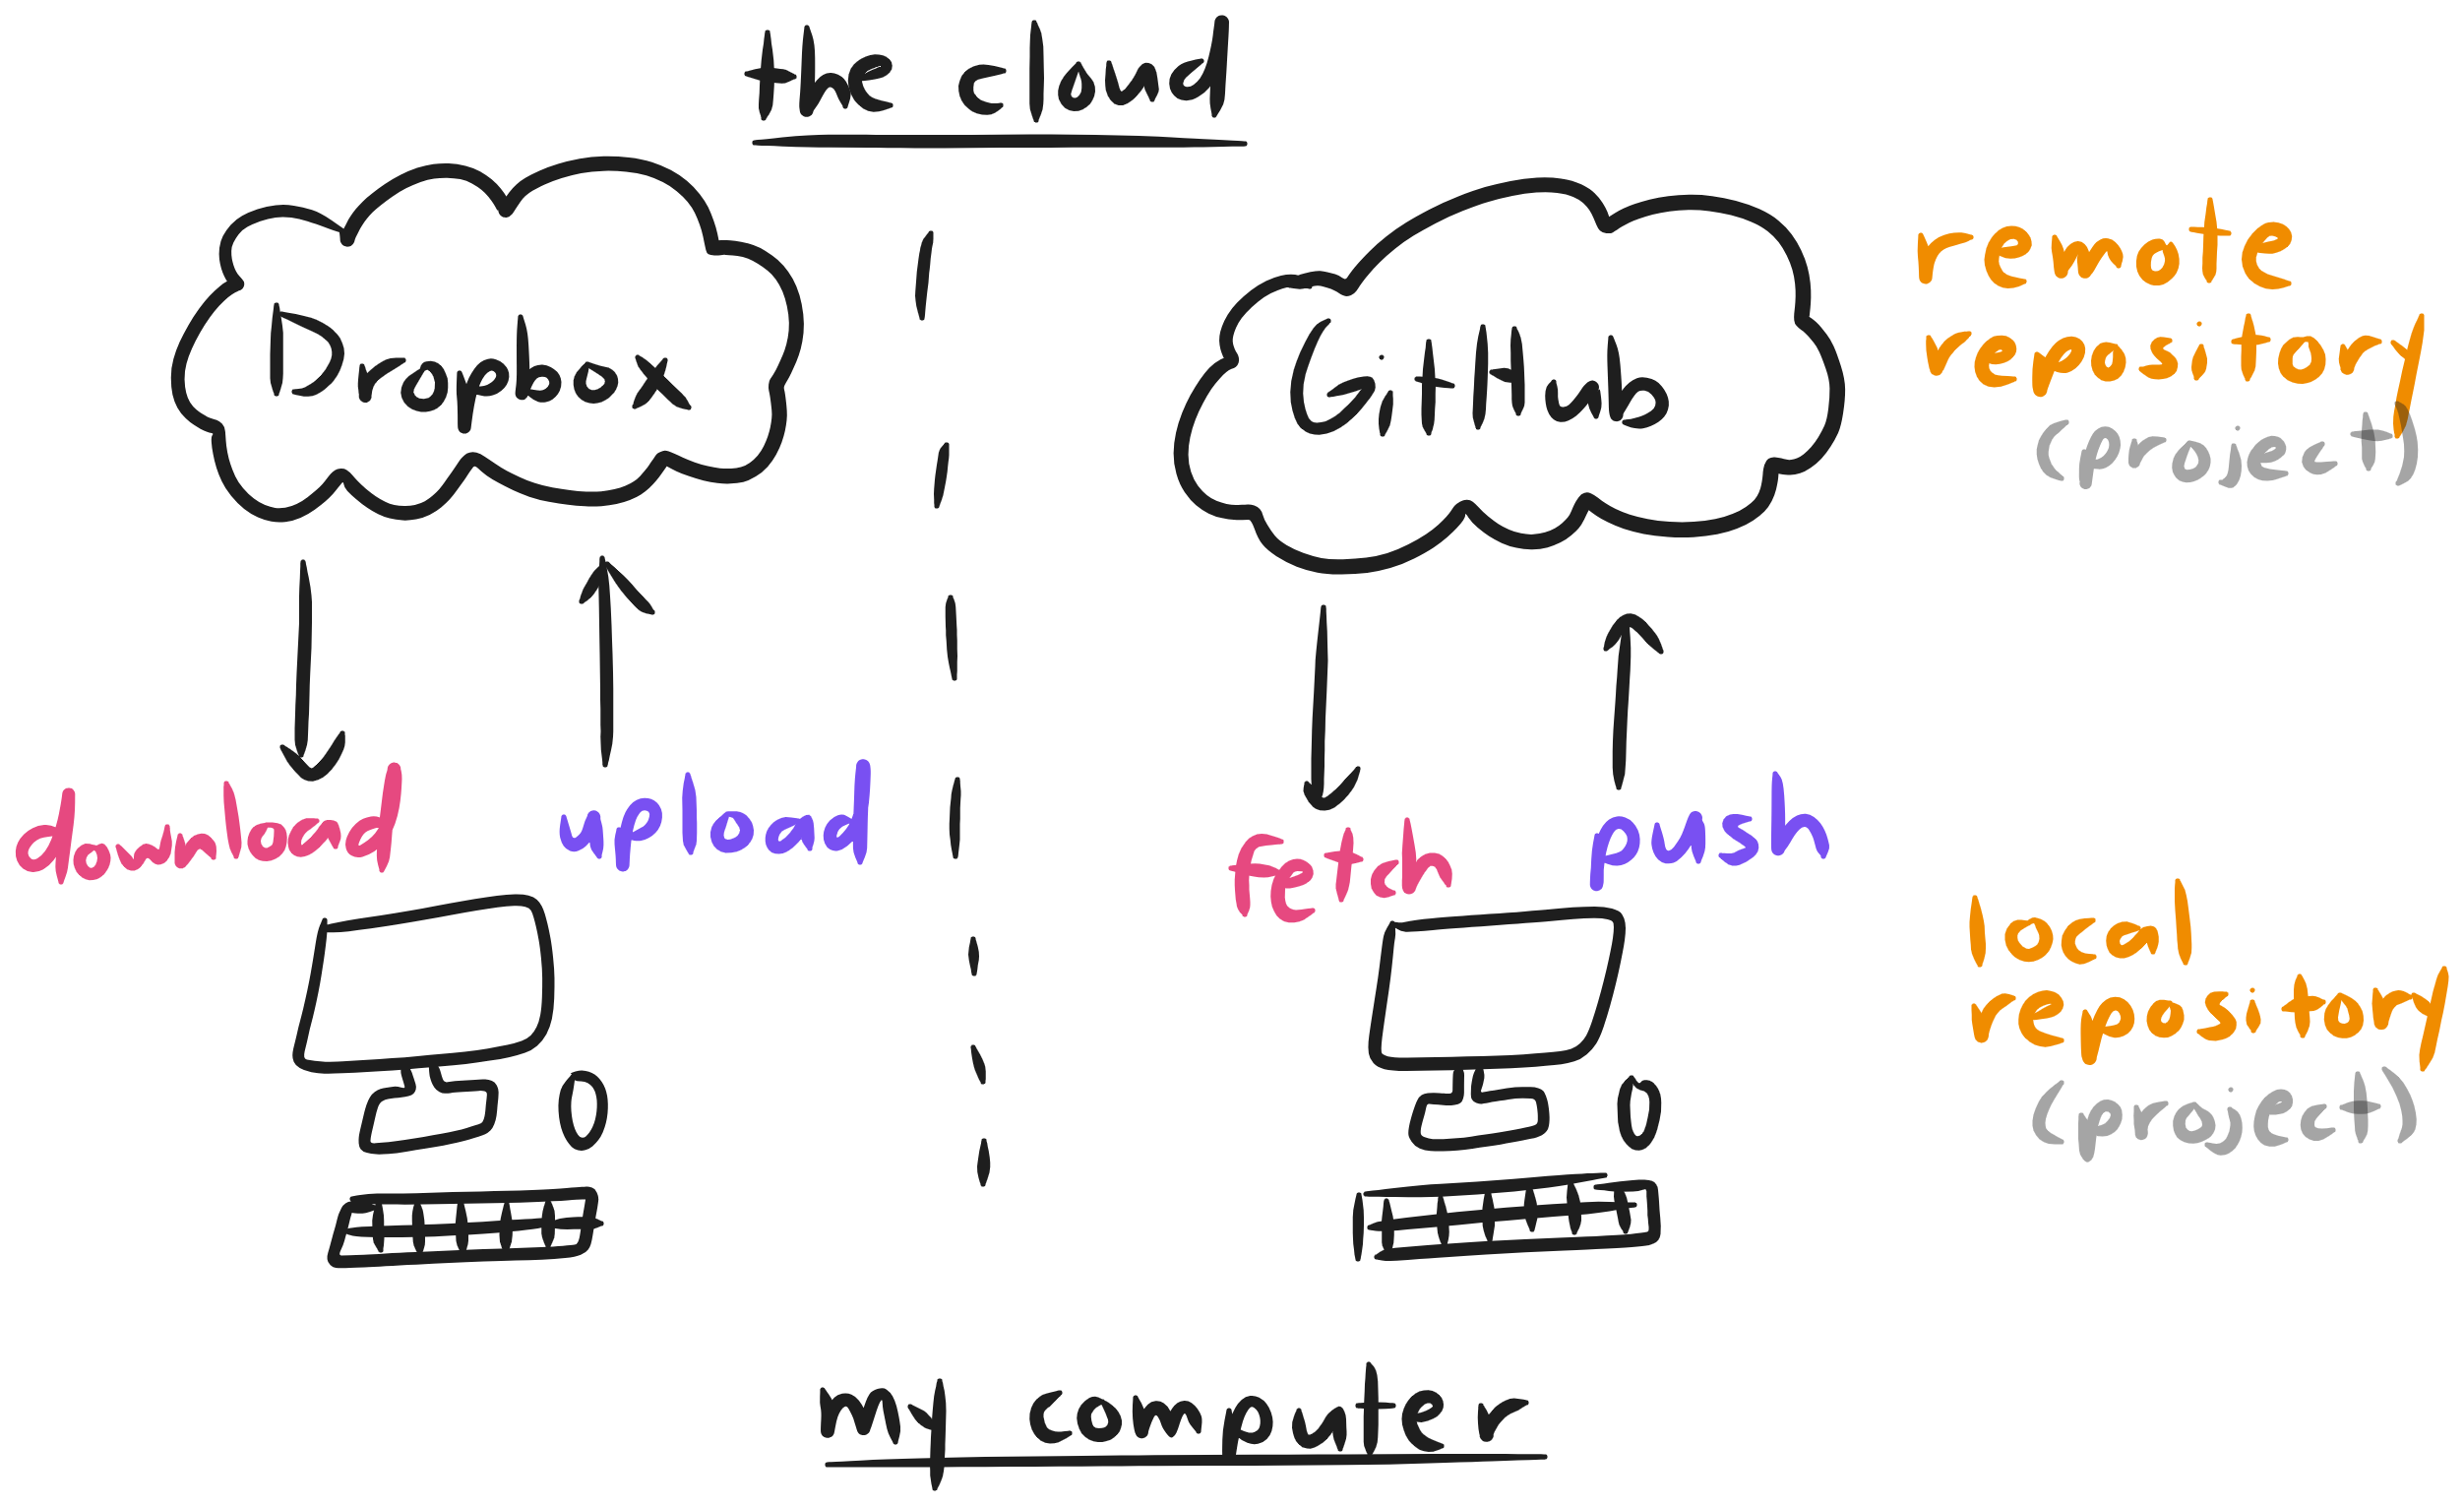 the cloud
Dropbox
GitHub
remote
repository
(project)
download
upload
fetch
push
local
repository
(project)
my computer